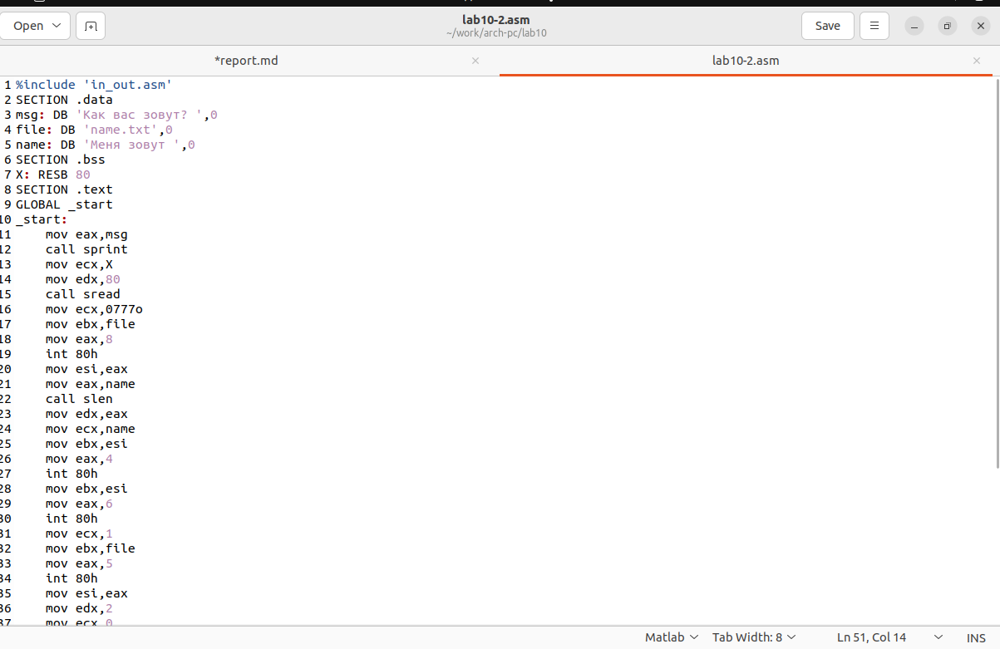 Open
lab10-2.asm
~/work/arch-pc/lab10
Save
*report.md
lab10-2.asm
1 %include 'in_out.asm'
2 SECTION .data
3 msg: DB 'Как вас зовут? ',0
4 file: DB 'name.txt',0
5 name: DB 'Меня зовут ',0
6 SECTION .bss
7 X: RESB 80
8 SECTION .text
9 GLOBAL _start
10 _start:
11 mov eax,msg
12 call sprint
13 mov ecx,X
14 mov edx,80
15 call sread
16 mov ecx,0777o
17 mov ebx,file
18 mov eax,8
19 int 80h
20 mov esi,eax
21 mov eax,name
22 call slen
23 mov edx,eax
24 mov ecx,name
25 mov ebx,esi
26 mov eax,4
27 int 80h
28 mov ebx,esi
29 mov eax,6
30 int 80h
31 mov ecx,1
32 mov ebx,file
33 mov eax,5
34 int 80h
35 mov esi,eax
36 mov edx,2
37 mov ecx,0
Matlab Tab Width: 8 Ln 51, Col 14 INS